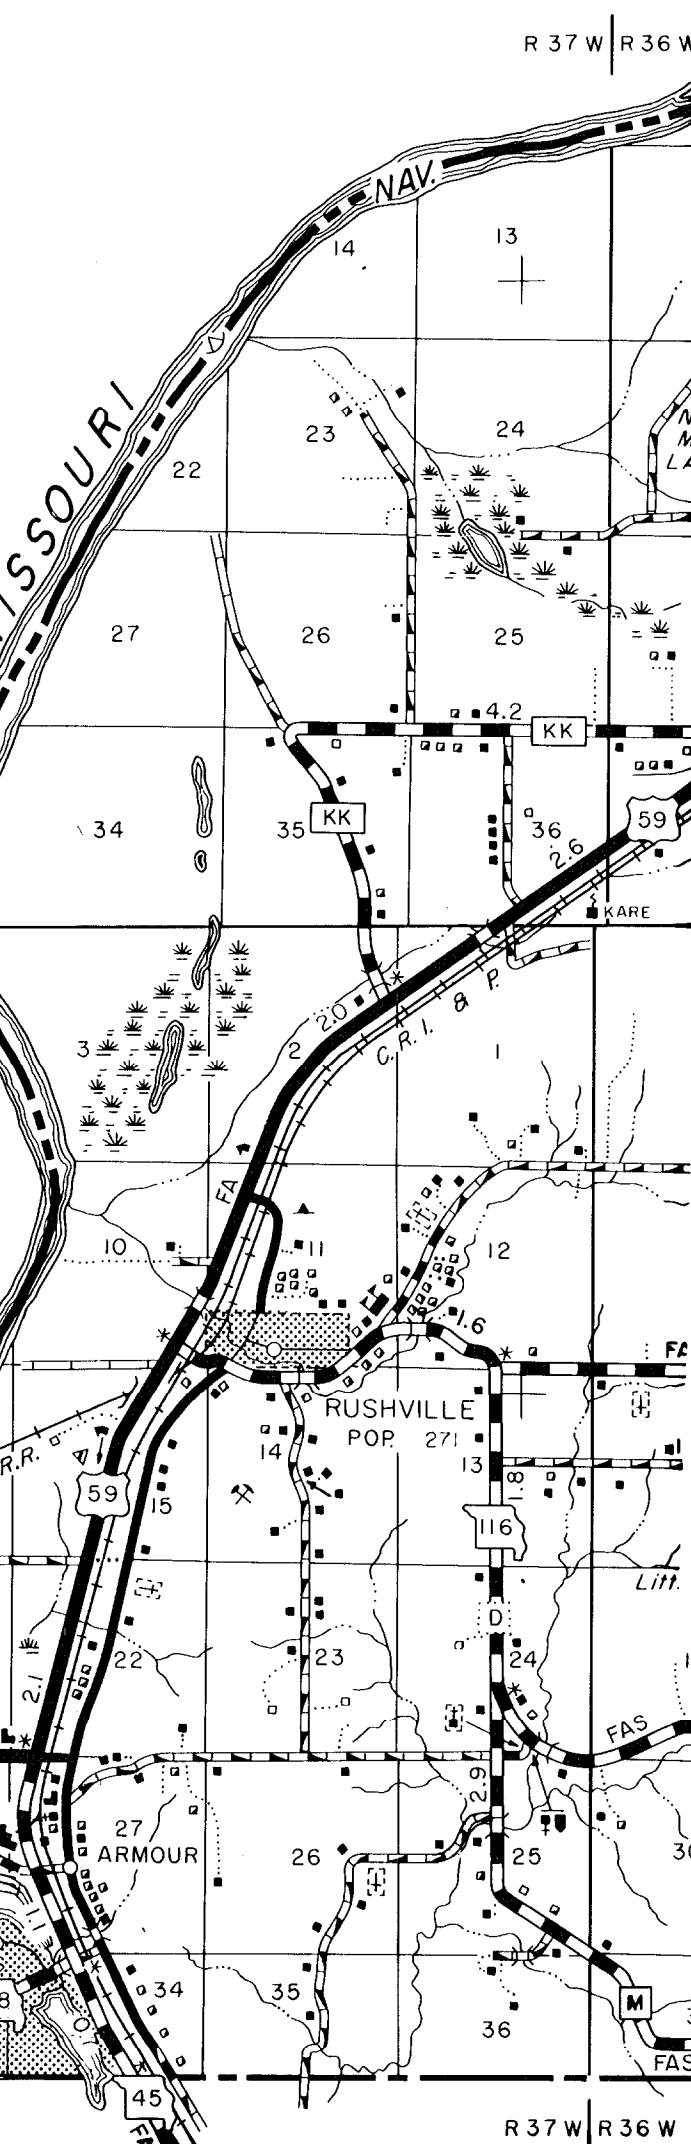 R 37 W R 36 W
NAV.
14
13
MISSOURI
23
24
22
27
26
25
4.2
KK
34
35
KK
36
59
2.6
KARE
2.0
C.R.I. & P.
3
2
1
FA
10
11
12
1.6
FA
RUSHVILLE
POP. 271
R.R.
14
13
1.8
59
15
116
Litt.
D
22
23
24
2.1
FAS
2.9
27
ARMOUR
26
25
34
35
36
M
FAS
45
R 37 W R 36 W